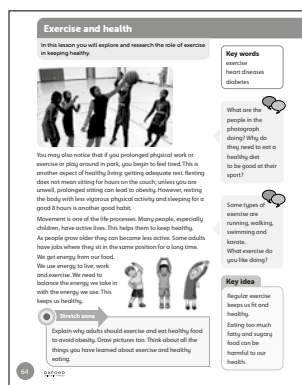 Exercise and health
In this lesson you will explore and research the role of exercise
in keeping healthy.
You may also notice that if you prolonged physical work or
exercise or play around in park, you begin to feel tired. This is
another aspect of healthy living: getting adequate rest. Resting
does not mean sitting for hours on the couch; unless you are
unwell, prolonged sitting can lead to obesity. However, resting
the body with less vigorous physical activity and sleeping for a
good 8 hours is another good habit.
Movement is one of the life processes. Many people, especially
children, have active lives. This helps them to keep healthy.
As people grow older they can become less active. Some adults
have jobs where they sit in the same position for a long time.
We get energy from our food.
We use energy to live, work
and exercise. We need to
balance the energy we take in
with the energy we use. This
keeps us healthy.
Stretch zone
Explain why adults should exercise and eat healthy food
to avoid obesity. Draw pictures too. Think about all the
things you have learned about exercise and healthy
eating.
Key words
exercise
heart diseases
diabetes
What are the
people in the
photograph
doing? Why do
they need to eat
a healthy diet
to be good at their
sport?
Some types of
exercise are
running, walking,
swimming and
karate.
What exercise do
you like doing?
Key idea
Regular exercise
keeps us fit and
healthy.
Eating too much
fatty and sugary
food can be
harmful to our
health.
64
OXFORD